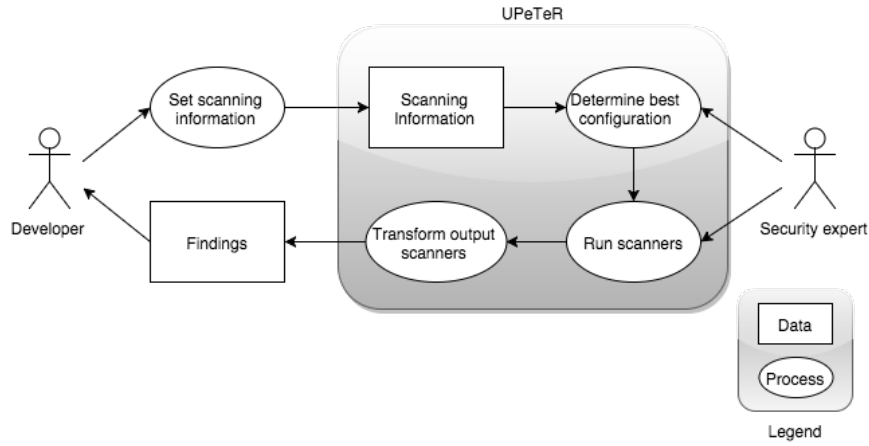 UPeTeR
Set scanning
information
Scanning
Information
Determine best
configuration
Developer
Findings
Transform output
scanners
Run scanners
Security expert
Data
Process
Legend